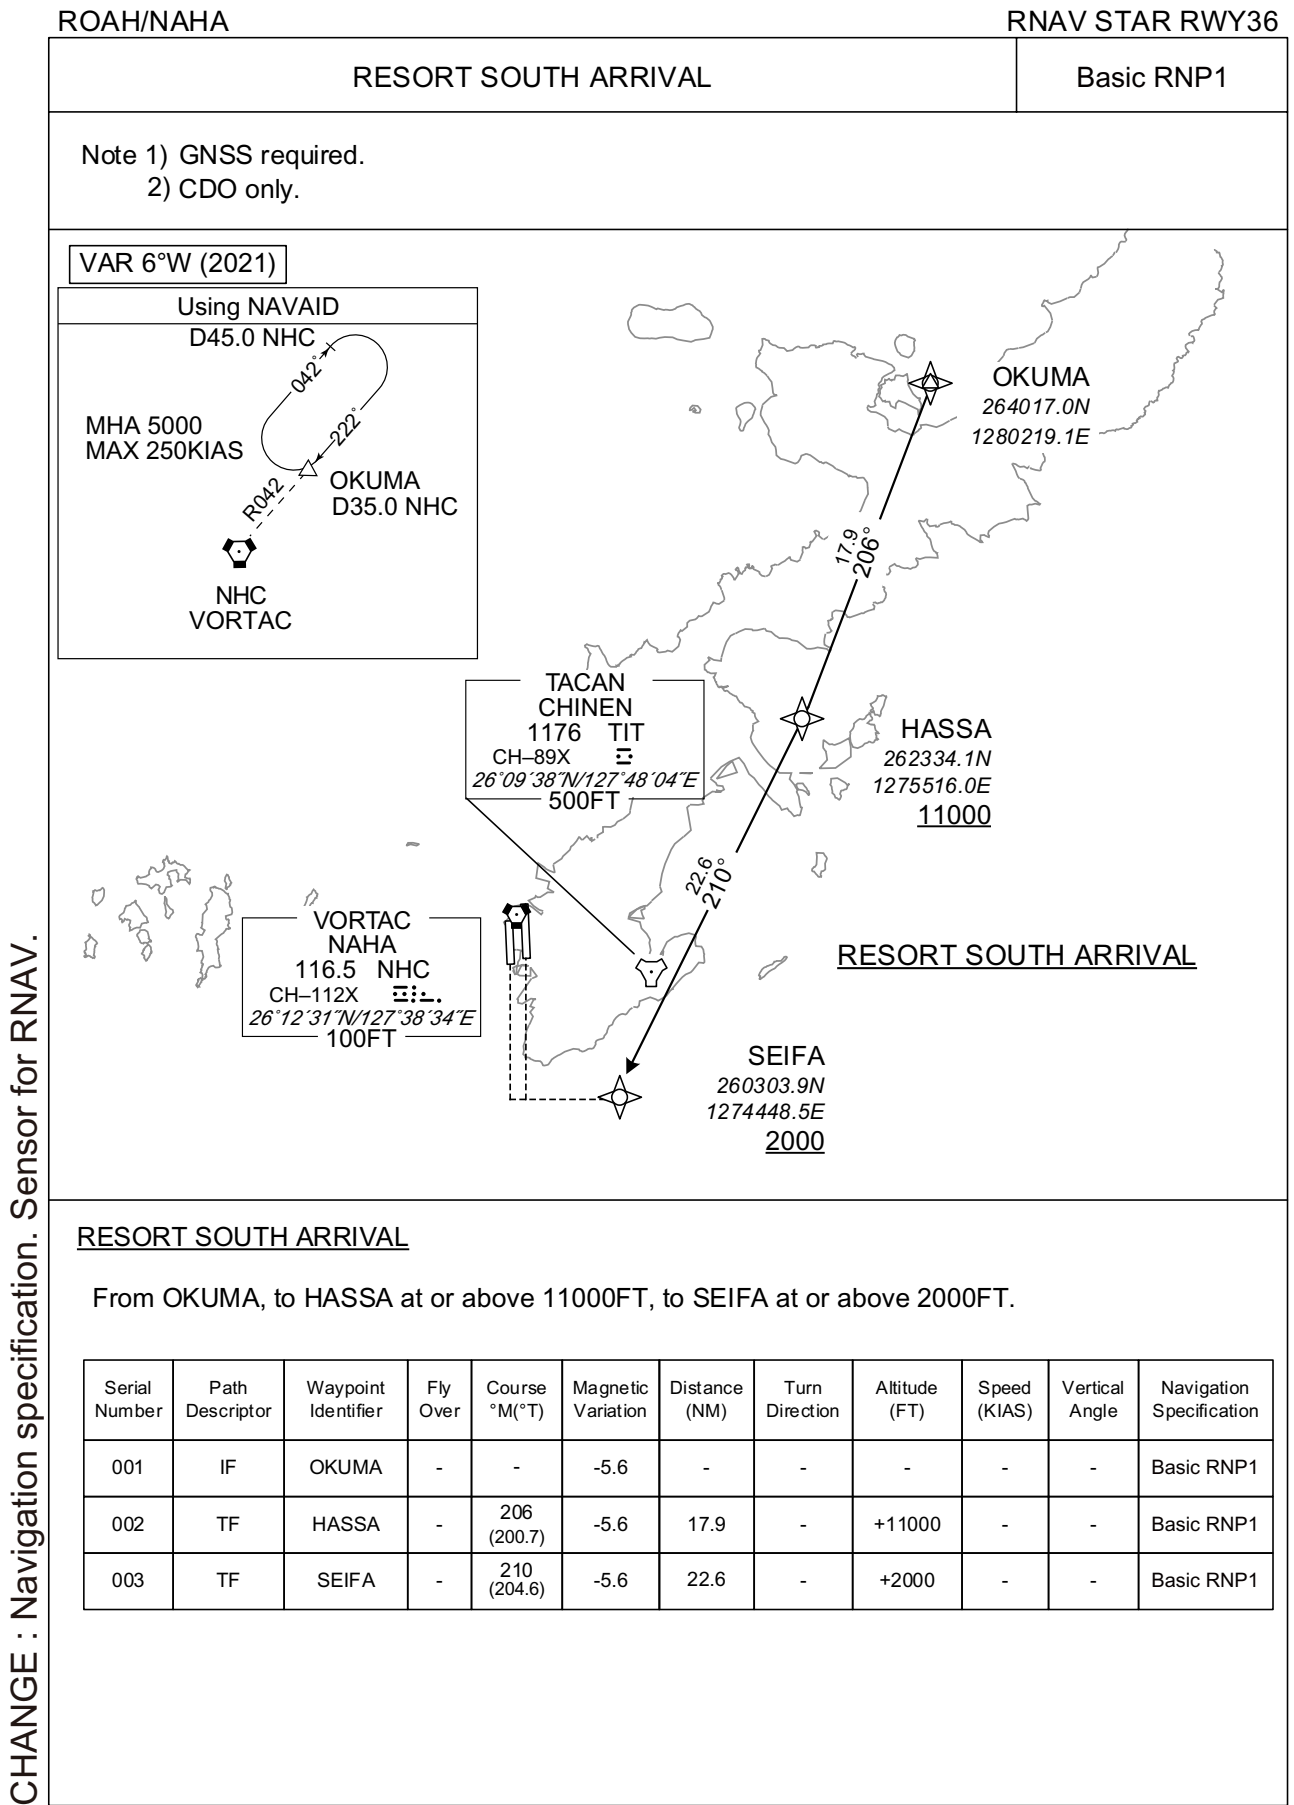 ROAH/NAHA
RNAV STAR RWY36
RESORT SOUTH ARRIVAL
Basic RNP1
Note 1) GNSS required.
2) CDO only.
VAR 6°W (2021)
Using NAVAID
D45.0 NHC
042°
222°
MHA 5000
MAX 250KIAS
OKUMA
D35.0 NHC
R042
NHC
VORTAC
OKUMA
264017.0N
1280219.1E
17.9
206°
TACAN
CHINEN
1176 TIT
CH–89X
26°09´38˝N/127°48´04˝E
500FT
HASSA
262334.1N
1275516.0E
11000
22.6
210°
VORTAC
NAHA
116.5 NHC
CH–112X
26°12´31˝N/127°38´34˝E
100FT
RESORT SOUTH ARRIVAL
SEIFA
260303.9N
1274448.5E
2000
RESORT SOUTH ARRIVAL
From OKUMA, to HASSA at or above 11000FT, to SEIFA at or above 2000FT.
Serial Number Path Descriptor Waypoint Identifier Fly Over Course °M(°T) Magnetic Variation Distance (NM) Turn Direction Altitude (FT) Speed (KIAS) Vertical Angle Navigation Specification
001 IF OKUMA - - -5.6 - - - - - Basic RNP1
002 TF HASSA - 206 (200.7) -5.6 17.9 - +11000 - - Basic RNP1
003 TF SEIFA - 210 (204.6) -5.6 22.6 - +2000 - - Basic RNP1
CHANGE : Navigation specification. Sensor for RNAV.